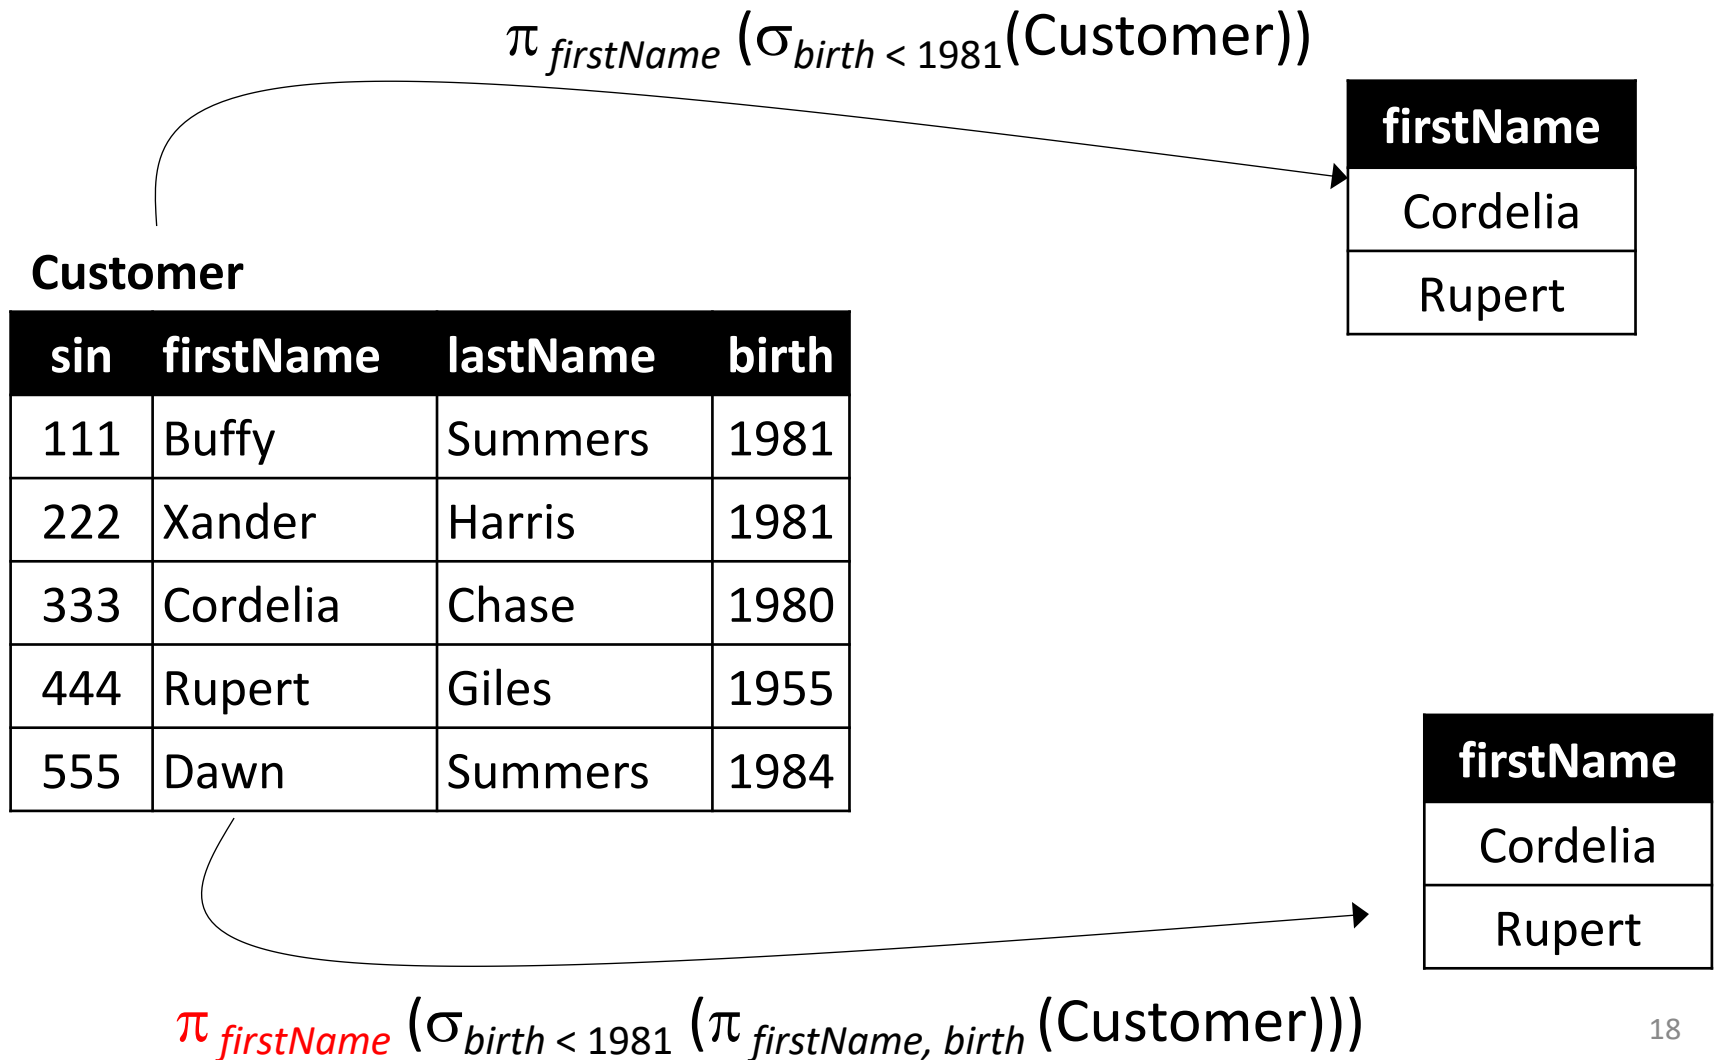 π firstName (σbirth < 1981(Customer))
firstName
Cordelia
Rupert
Customer
sin firstName lastName birth
111 Buffy Summers 1981
222 Xander Harris 1981
333 Cordelia Chase 1980
444 Rupert Giles 1955
555 Dawn Summers 1984
firstName
Cordelia
Rupert
π firstName (σbirth < 1981 (π firstName, birth (Customer)))
18